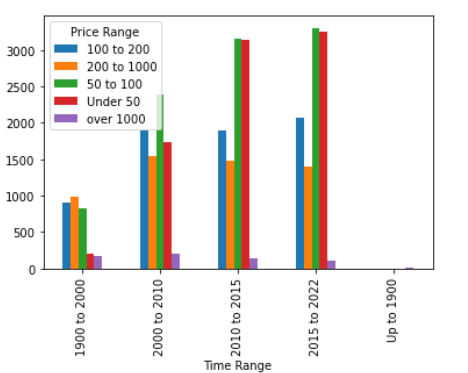 Price Range
100 to 200
200 to 1000
50 to 100
Under 50
over 1000
3000
2500
2000
1500
1000
500
0
1900 to 2000
2000 to 2010
2010 to 2015
2015 to 2022
Up to 1900
Time Range